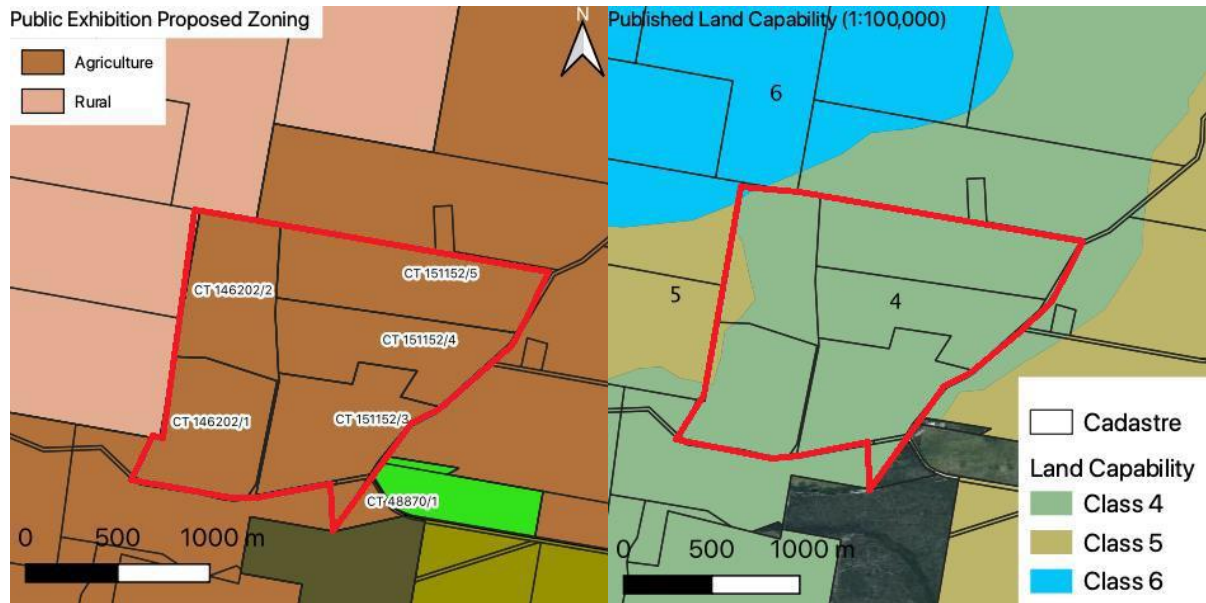 Public Exhibition Proposed Zoning
Agriculture
Rural
N
CT 151152/5
CT 146202/2
CT 151152/4
CT 146202/1
CT 151152/3
CT 48870/1
0 500 1000 m
Published Land Capability (1:100,000)
6
5
4
Cadastre
Land Capability
Class 4
Class 5
Class 6
0 500 1000 m